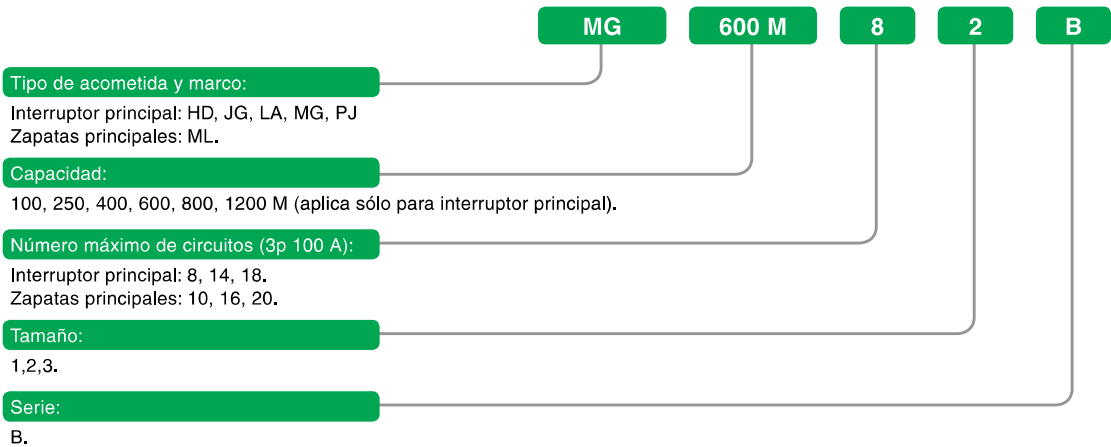 MG 600 M 8 2 B
Tipo de acometida y marco:
Interruptor principal: HD, JG, LA, MG, PJ
Zapatas principales: ML.
Capacidad:
100, 250, 400, 600, 800, 1200 M (aplica sólo para interruptor principal).
Número máximo de circuitos (3p 100 A):
Interruptor principal: 8, 14, 18.
Zapatas principales: 10, 16, 20.
Tamaño:
1,2,3.
Serie:
B.